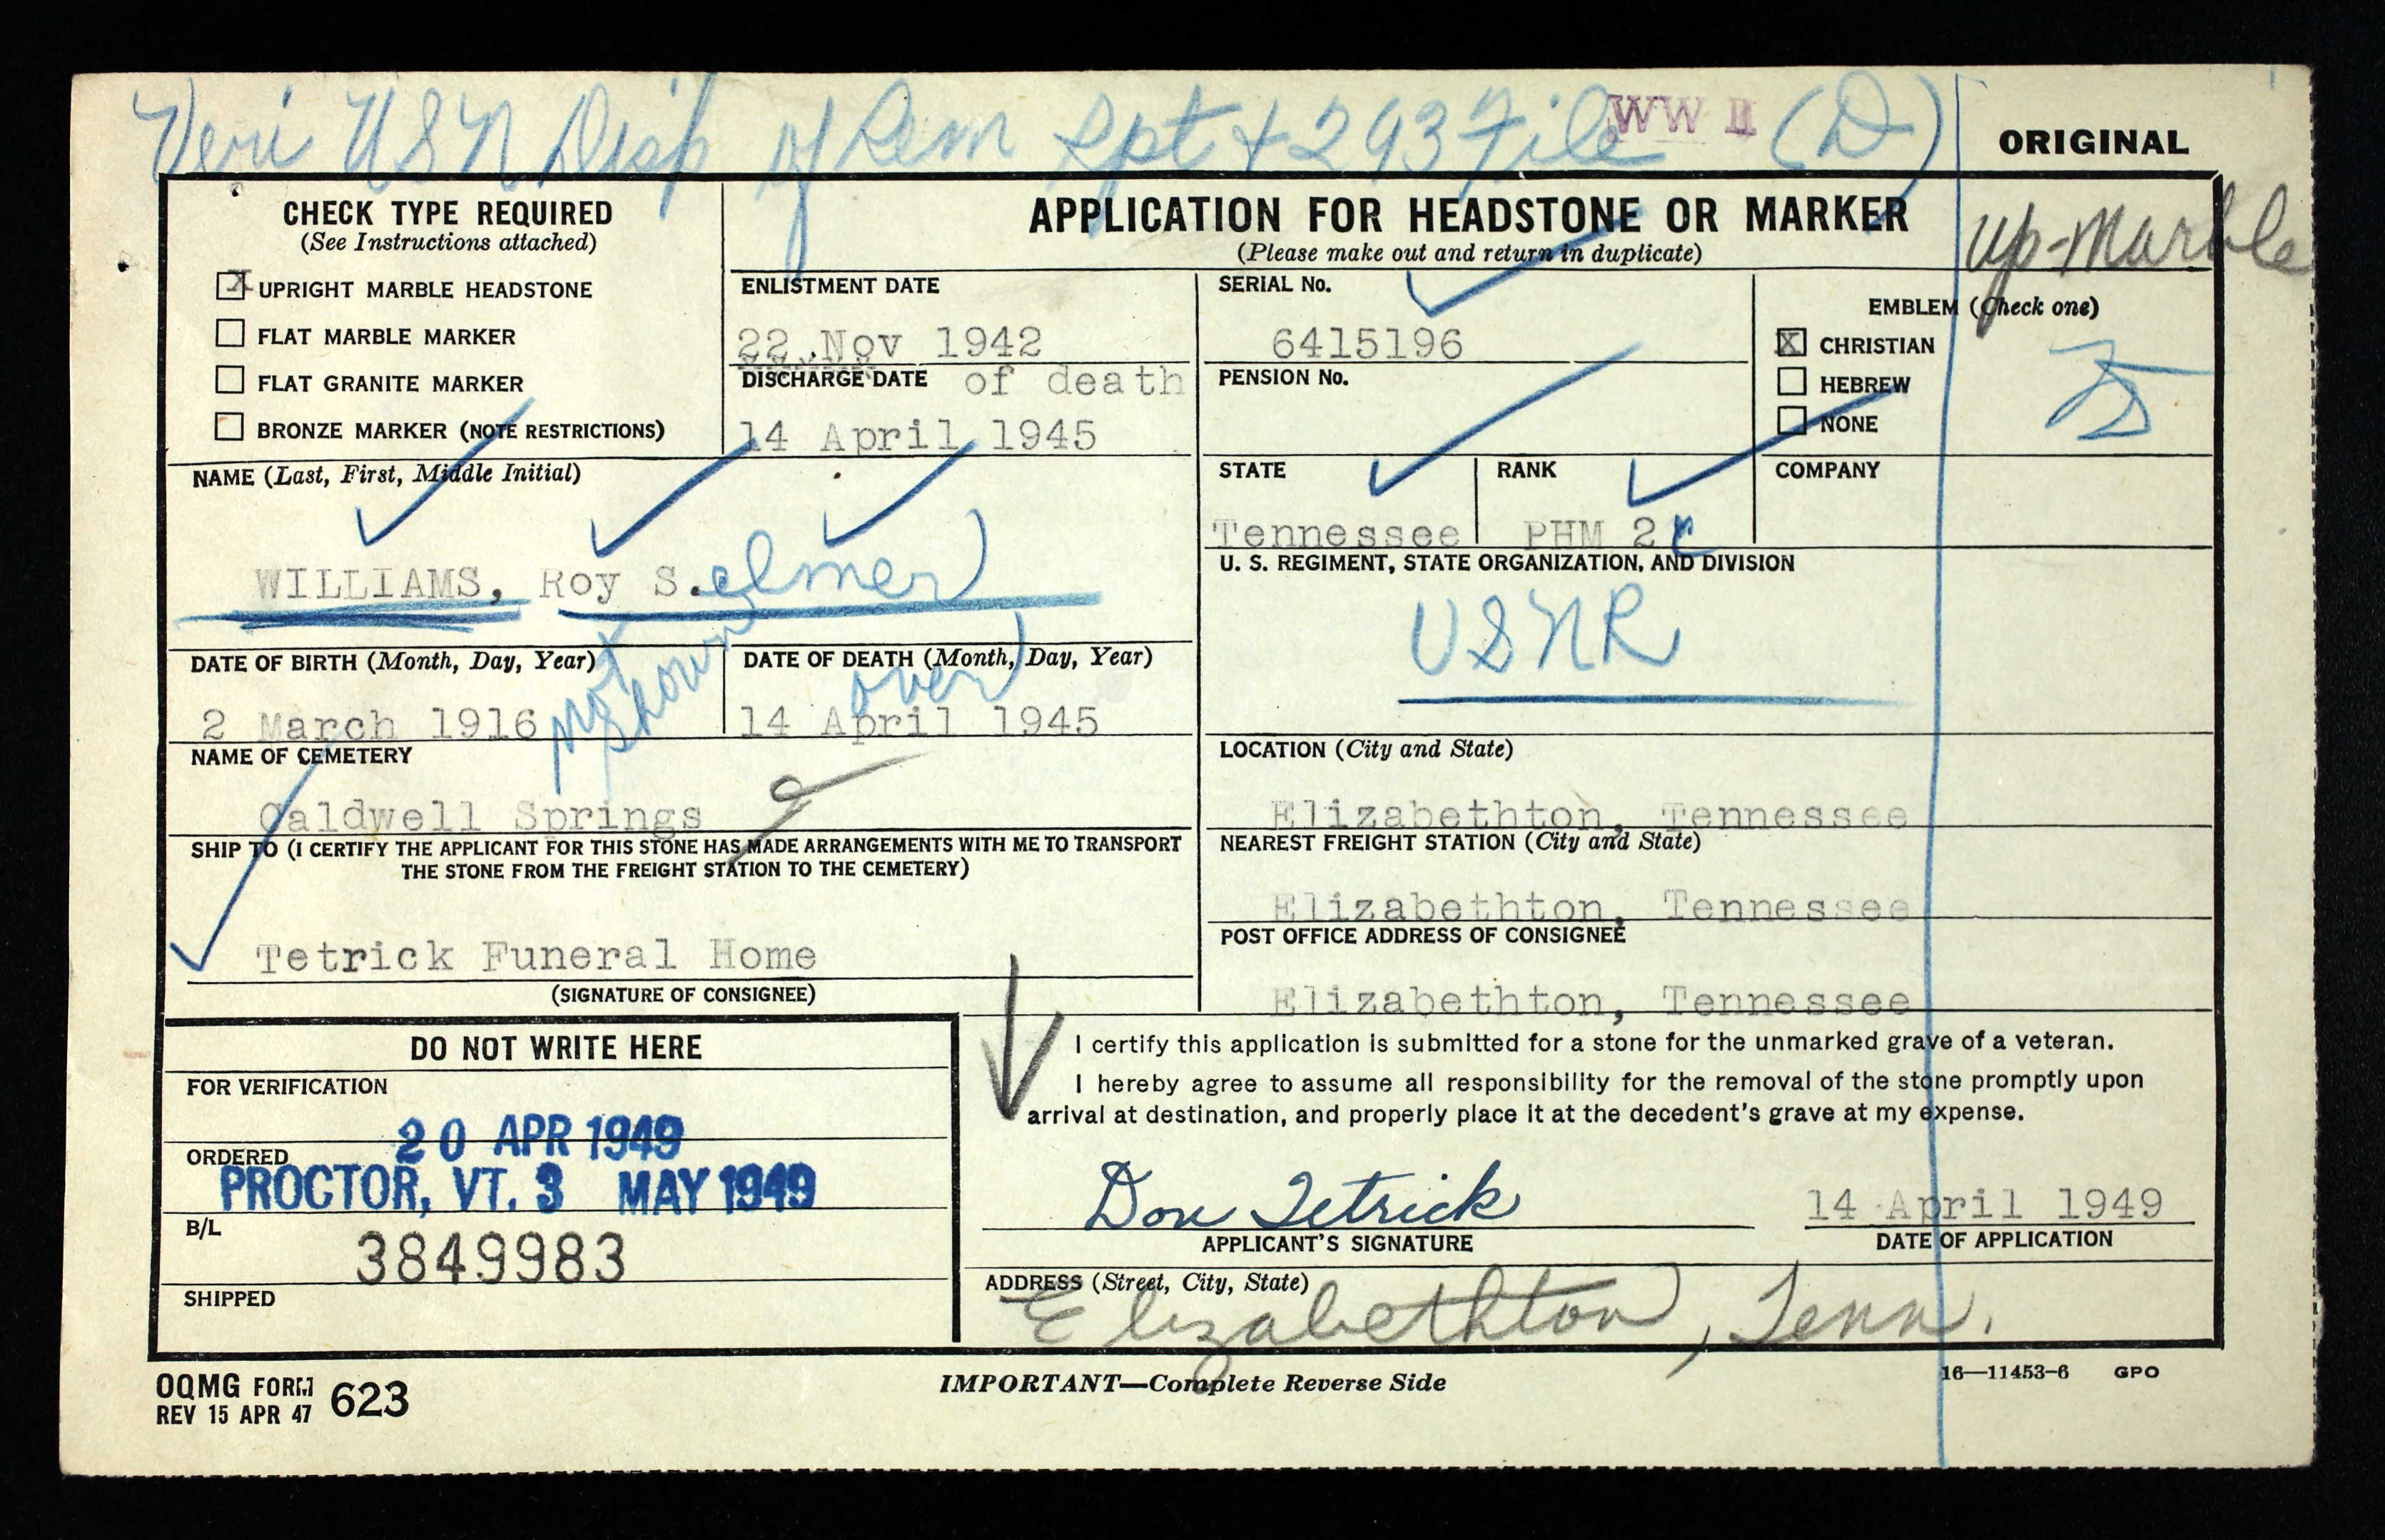 Veri USN Disp of Rem Rpt + 293 File (D)
WW II
ORIGINAL
CHECK TYPE REQUIRED
(See Instructions attached)
X UPRIGHT MARBLE HEADSTONE
FLAT MARBLE MARKER
FLAT GRANITE MARKER
BRONZE MARKER (NOTE RESTRICTIONS)
APPLICATION FOR HEADSTONE OR MARKER
(Please make out and return in duplicate)
up-Marble
ENLISTMENT DATE
22 Nov 1942
DISCHARGE DATE of death
14 April 1945
SERIAL No.
6415196
PENSION No.
EMBLEM (Check one)
X CHRISTIAN
HEBREW
NONE
NAME (Last, First, Middle Initial)
WILLIAMS, Roy S. elmer)
STATE
Tennessee
RANK
PHM 2c
COMPANY
U. S. REGIMENT, STATE ORGANIZATION, AND DIVISION
USNR
DATE OF BIRTH (Month, Day, Year)
2 March 1916
not shown
DATE OF DEATH (Month, Day, Year)
over)
14 April 1945
NAME OF CEMETERY
Caldwell Springs
LOCATION (City and State)
Elizabethton, Tennessee
SHIP TO (I CERTIFY THE APPLICANT FOR THIS STONE HAS MADE ARRANGEMENTS WITH ME TO TRANSPORT
THE STONE FROM THE FREIGHT STATION TO THE CEMETERY)
Tetrick Funeral Home
(SIGNATURE OF CONSIGNEE)
NEAREST FREIGHT STATION (City and State)
Elizabethton, Tennessee
POST OFFICE ADDRESS OF CONSIGNEE
Elizabethton, Tennessee
DO NOT WRITE HERE
FOR VERIFICATION
20 APR 1949
ORDERED
PROCTOR, VT. 3 MAY 1949
B/L
3849983
SHIPPED
I certify this application is submitted for a stone for the unmarked grave of a veteran.
I hereby agree to assume all responsibility for the removal of the stone promptly upon
arrival at destination, and properly place it at the decedent's grave at my expense.
Don Tetrick
APPLICANT'S SIGNATURE
14 April 1949
DATE OF APPLICATION
ADDRESS (Street, City, State)
Elizabethton, Tenn.
OQMG FORM 623
REV 15 APR 47
IMPORTANT—Complete Reverse Side
16—11453-6 GPO